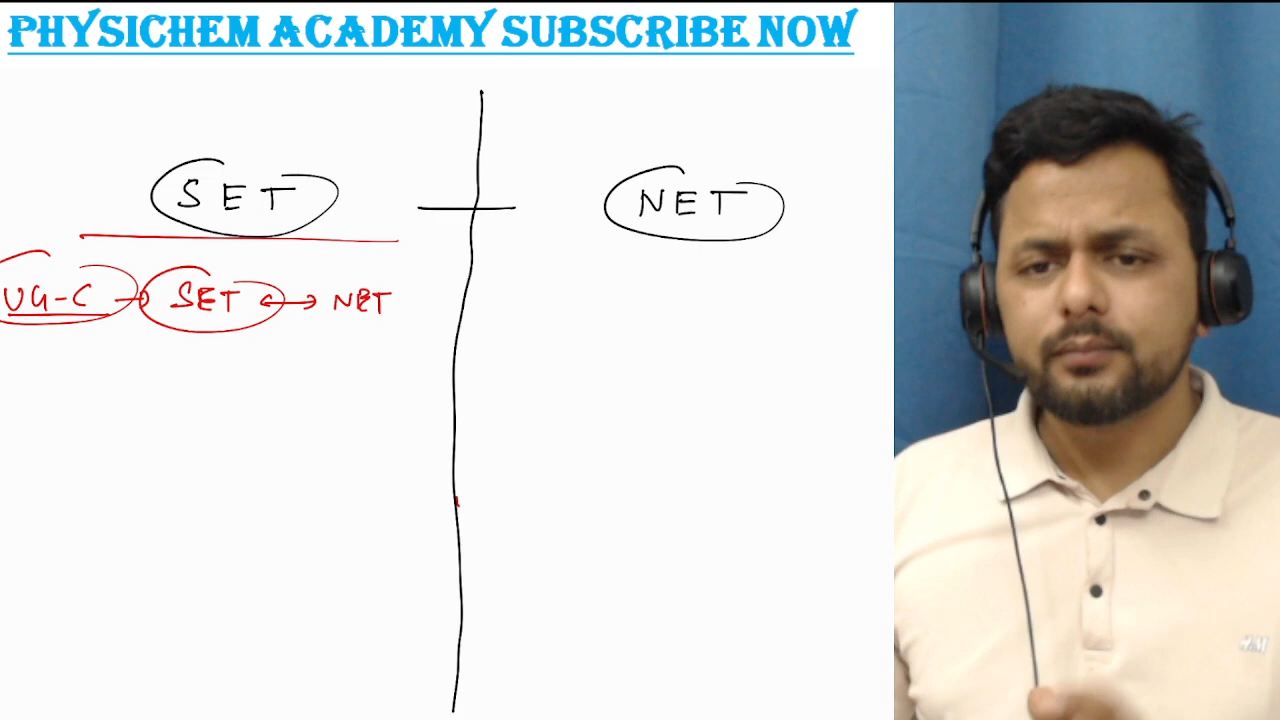 PHYSICHEM ACADEMY SUBSCRIBE NOW
SET
NET
UG-C → SET ↔ NET
H&M